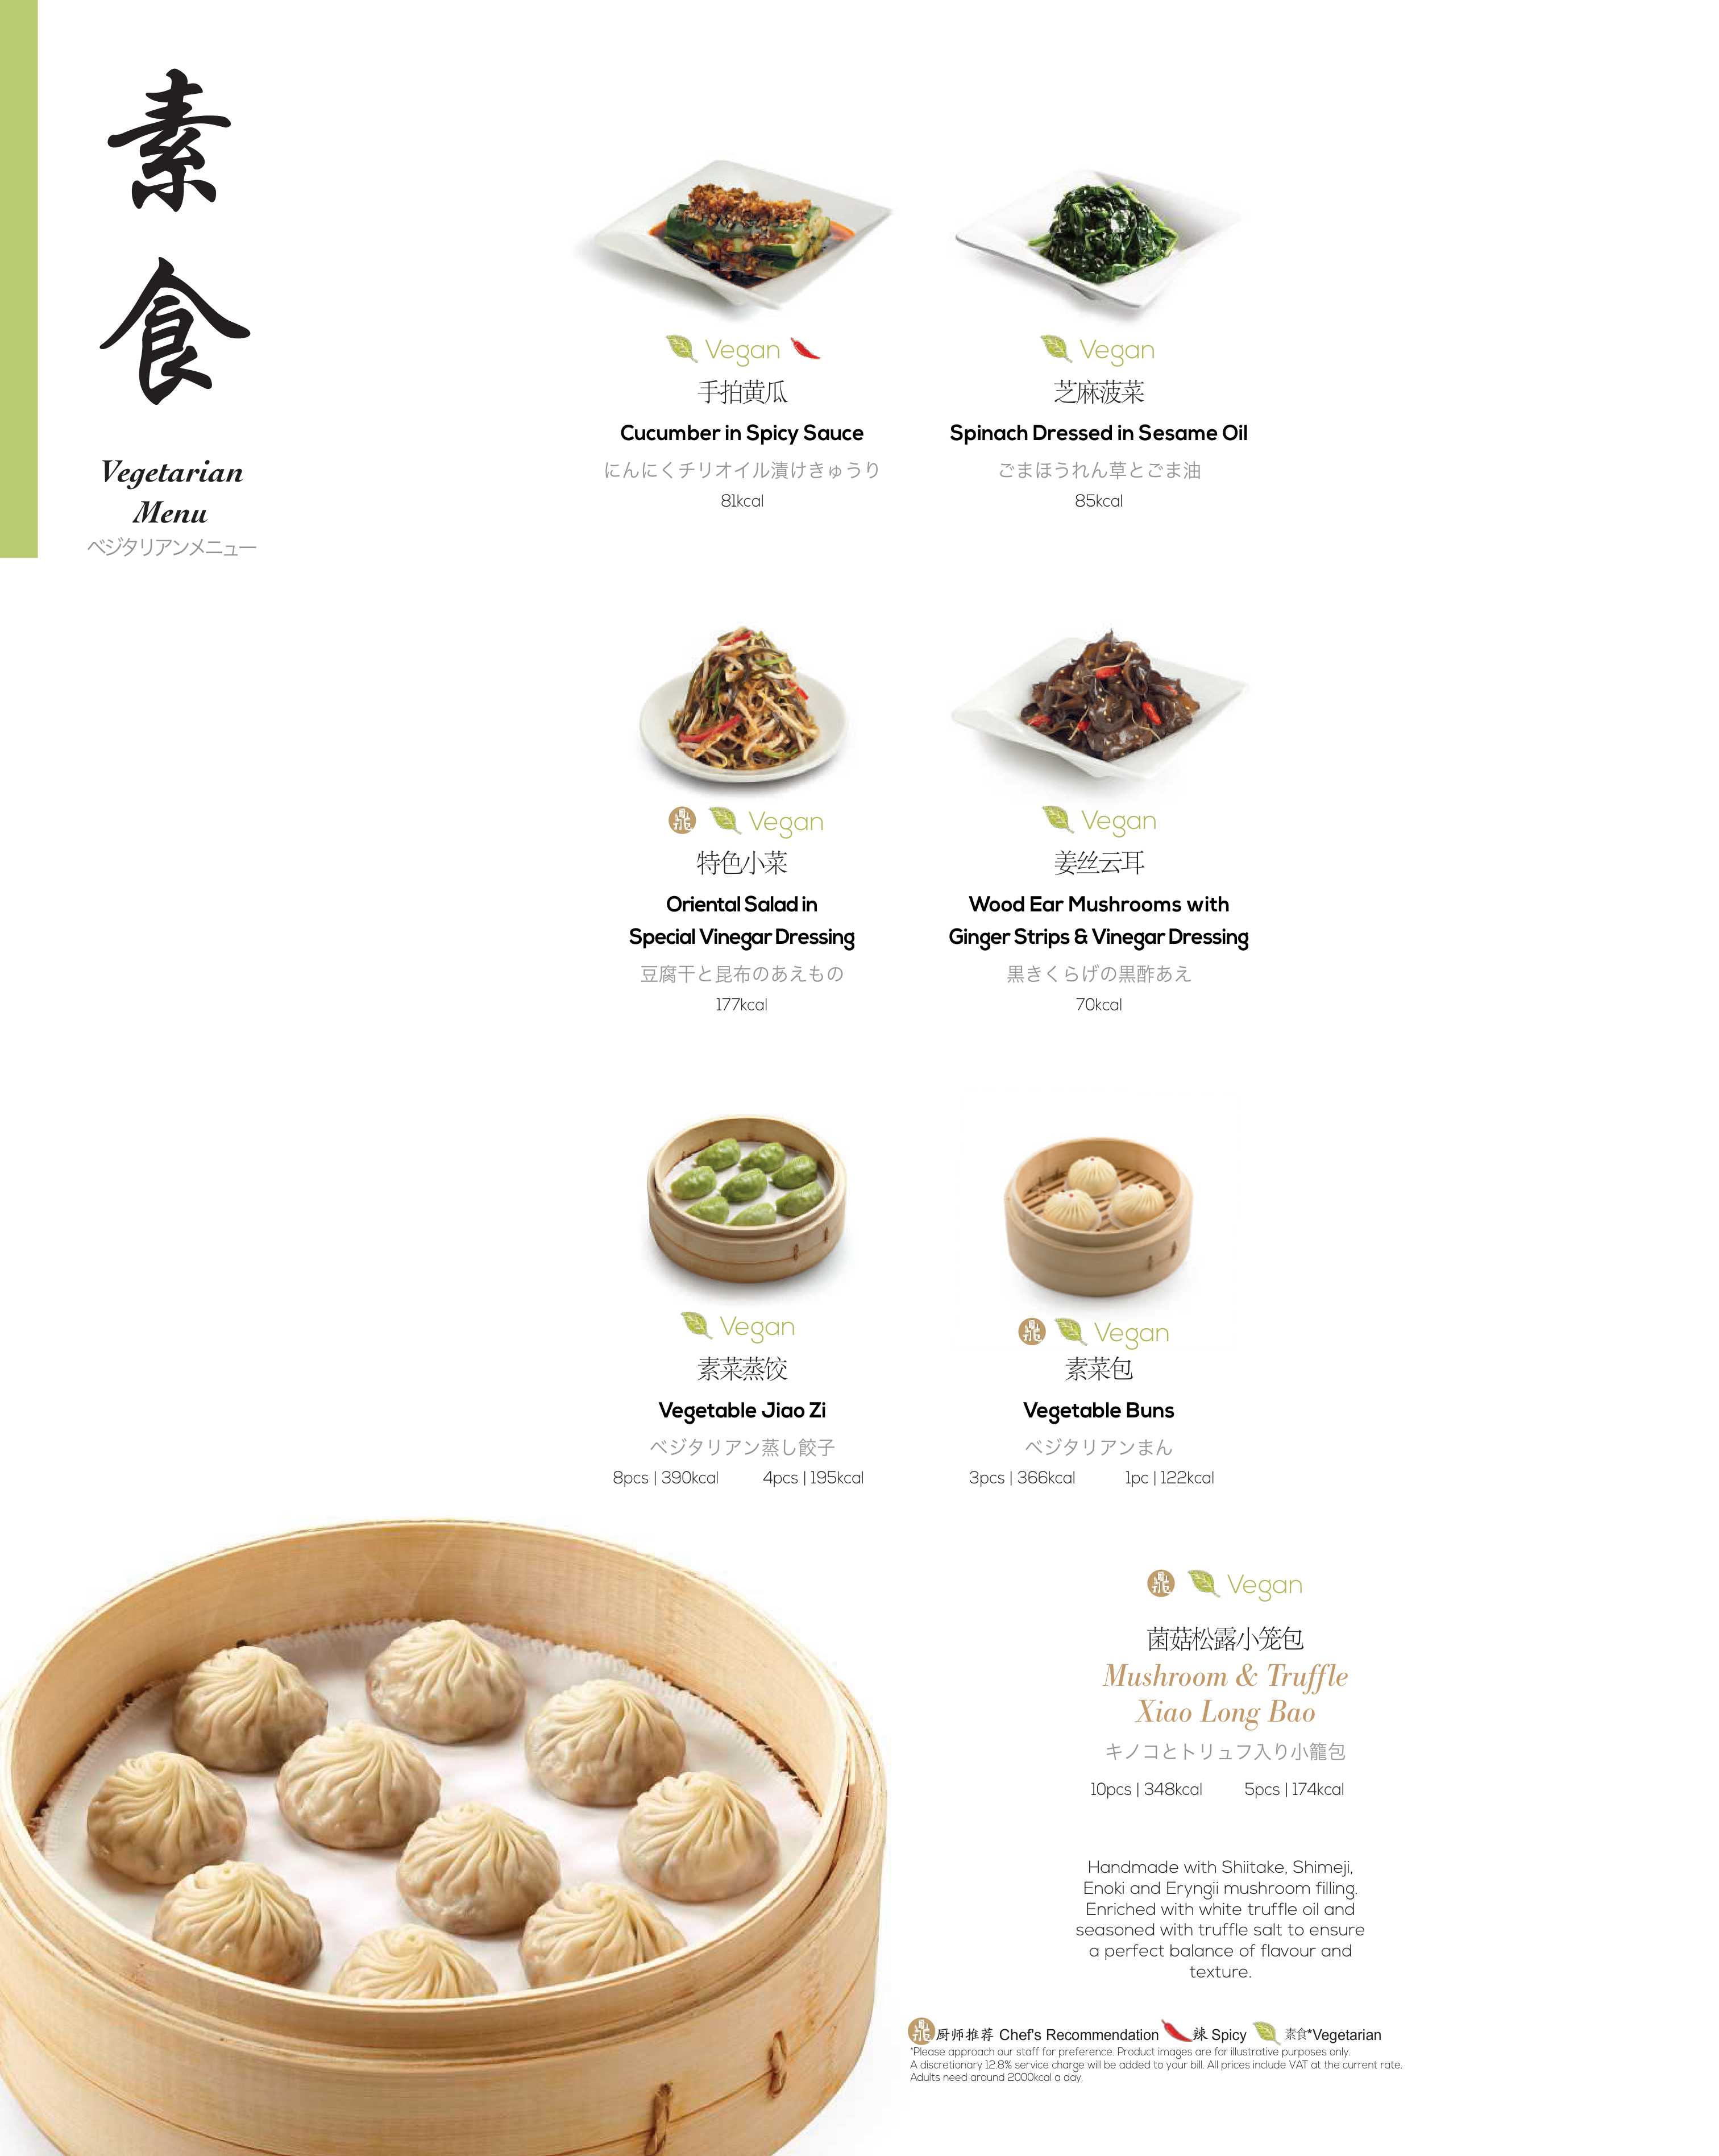 素
食
Vegetarian
Menu
ベジタリアンメニュー
Vegan
手拍黄瓜
Cucumber in Spicy Sauce
にんにくチリオイル漬けきゅうり
81kcal
Vegan
芝麻菠菜
Spinach Dressed in Sesame Oil
ごまほうれん草とごま油
85kcal
Vegan
特色小菜
Oriental Salad in
Special Vinegar Dressing
豆腐干と昆布のあえもの
177kcal
Vegan
姜丝云耳
Wood Ear Mushrooms with
Ginger Strips & Vinegar Dressing
黒きくらげの黒酢あえ
70kcal
Vegan
素菜蒸饺
Vegetable Jiao Zi
ベジタリアン蒸し餃子
8pcs | 390kcal 4pcs | 195kcal
Vegan
素菜包
Vegetable Buns
ベジタリアンまん
3pcs | 366kcal 1pc | 122kcal
Vegan
菌菇松露小笼包
Mushroom & Truffle
Xiao Long Bao
キノコとトリュフ入り小籠包
10pcs | 348kcal 5pcs | 174kcal
Handmade with Shiitake, Shimeji,
Enoki and Eryngii mushroom filling.
Enriched with white truffle oil and
seasoned with truffle salt to ensure
a perfect balance of flavour and
texture.
厨师推荐 Chef's Recommendation 辣 Spicy 素食*Vegetarian
*Please approach our staff for preference. Product images are for illustrative purposes only.
A discretionary 12.8% service charge will be added to your bill. All prices include VAT at the current rate.
Adults need around 2000kcal a day.